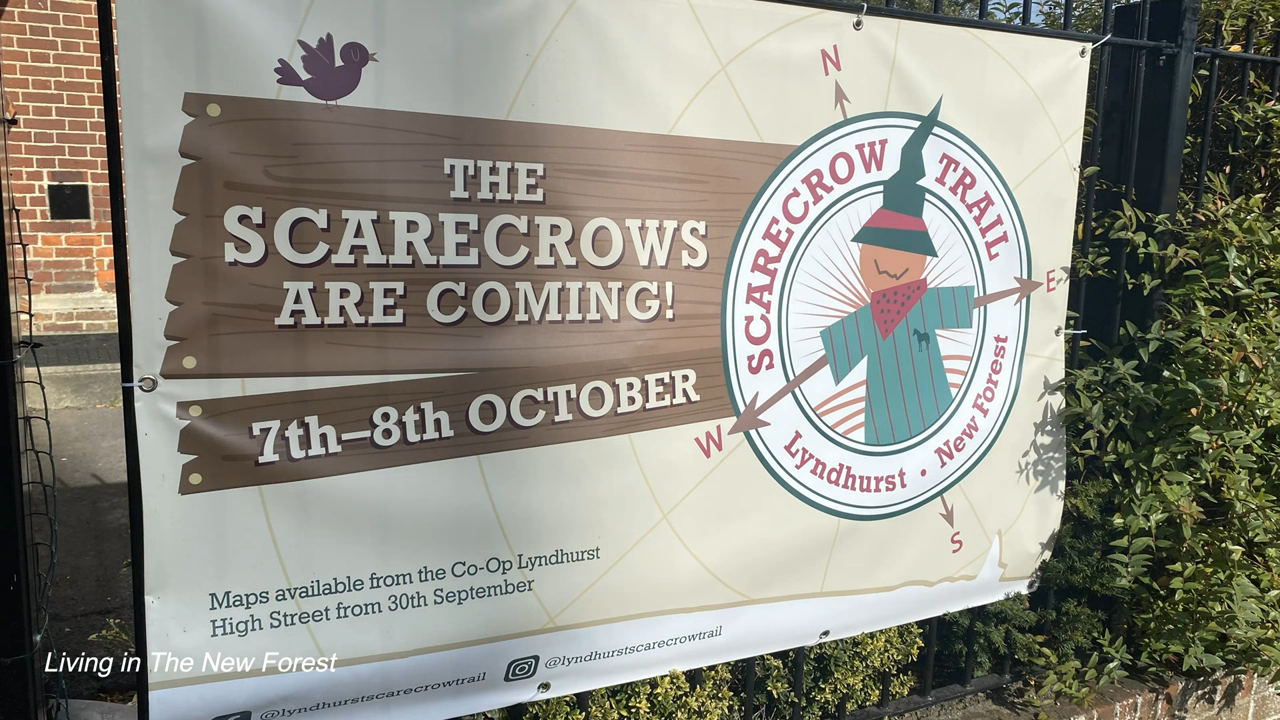 THE
SCARECROWS
ARE COMING!
7th–8th OCTOBER
N
E
S
W
SCARECROW TRAIL
Lyndhurst • New Forest
Maps available from the Co-Op Lyndhurst
High Street from 30th September
@lyndhurstscarecrowtrail
@lyndhurstscarecrowtrail
Living in The New Forest